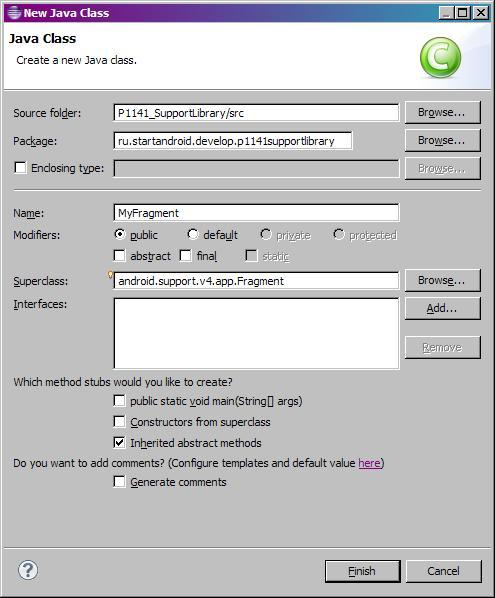 New Java Class
Java Class
Create a new Java class.
C
Source folder: P1141_SupportLibrary/src Browse...
Package: ru.startandroid.develop.p1141supportlibrary Browse...
Enclosing type: Browse...
Name: MyFragment
Modifiers: public default private protected
abstract final static
Superclass: android.support.v4.app.Fragment Browse...
Interfaces: Add...
Remove
Which method stubs would you like to create?
public static void main(String[] args)
Constructors from superclass
Inherited abstract methods
Do you want to add comments? (Configure templates and default value here)
Generate comments
? Finish Cancel